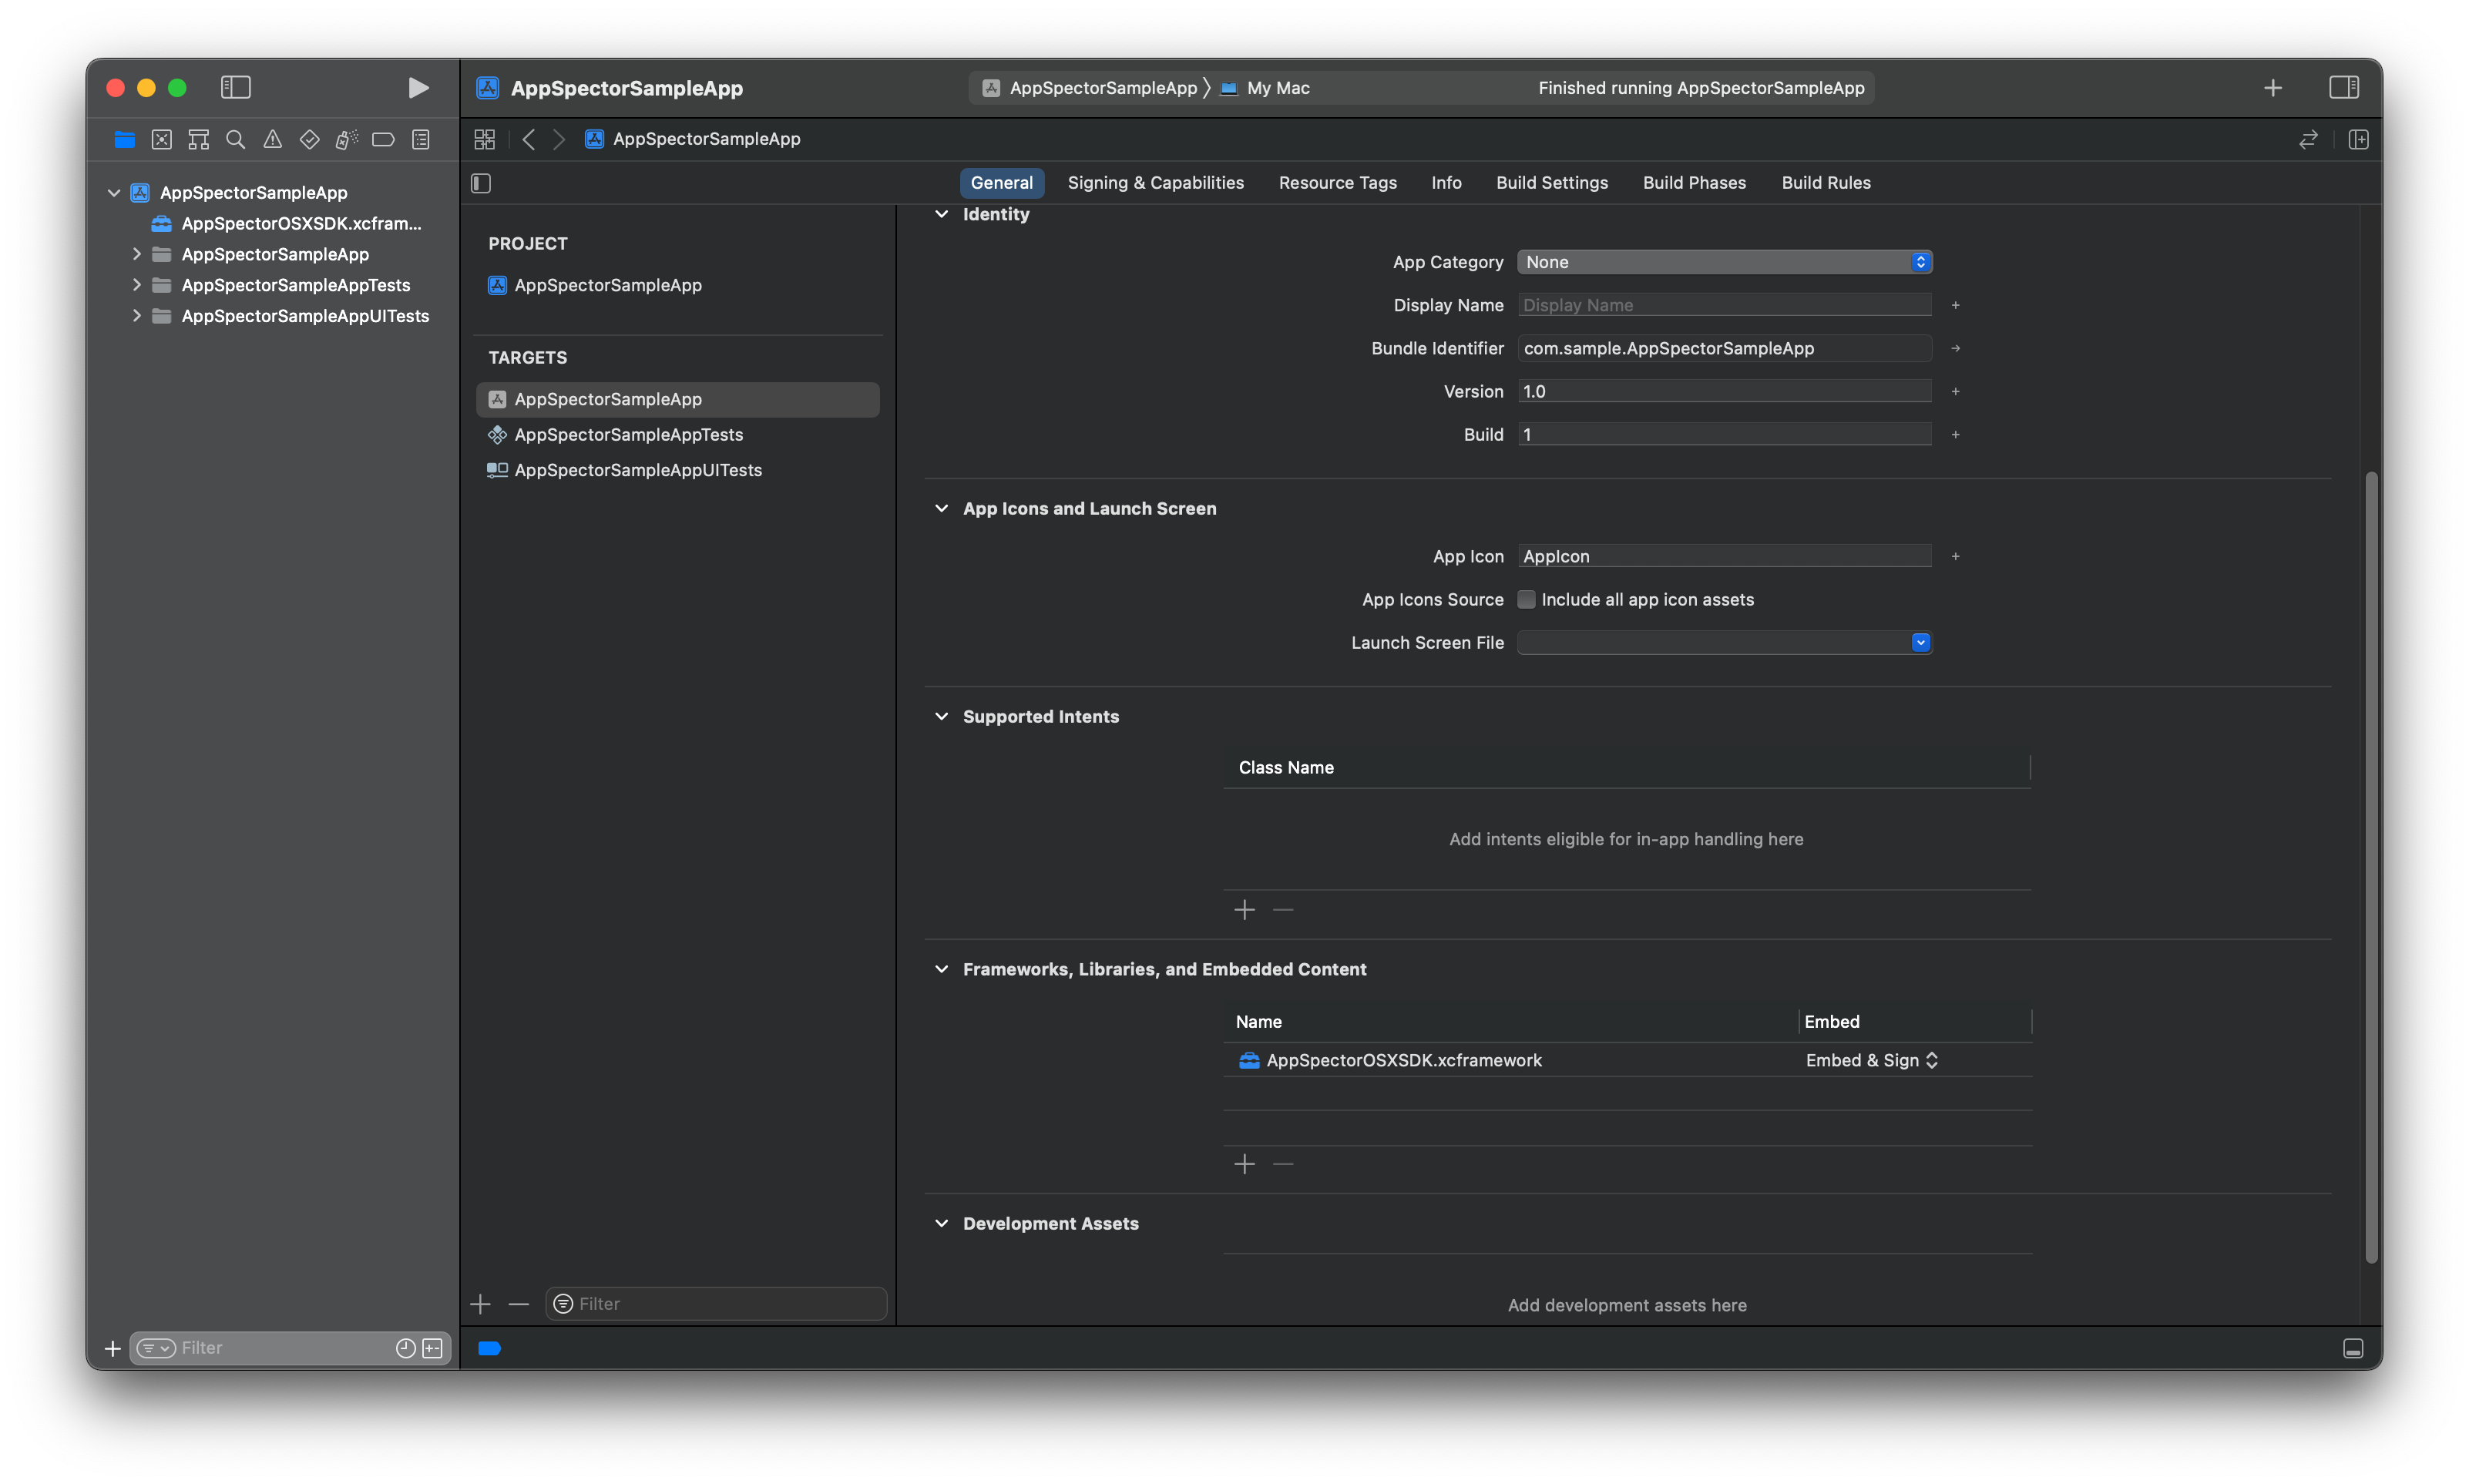 AppSpectorSampleApp
AppSpectorSampleApp
My Mac
Finished running AppSpectorSampleApp
AppSpectorSampleApp
General
Signing & Capabilities
Resource Tags
Info
Build Settings
Build Phases
Build Rules
AppSpectorSampleApp
AppSpectorOSXSDK.xcfram...
AppSpectorSampleApp
AppSpectorSampleAppTests
AppSpectorSampleAppUITests
Filter
PROJECT
AppSpectorSampleApp
TARGETS
AppSpectorSampleApp
AppSpectorSampleAppTests
AppSpectorSampleAppUITests
Filter
Identity
App Category None
Display Name Display Name
Bundle Identifier com.sample.AppSpectorSampleApp
Version 1.0
Build 1
App Icons and Launch Screen
App Icon AppIcon
App Icons Source Include all app icon assets
Launch Screen File
Supported Intents
Class Name
Add intents eligible for in-app handling here
Frameworks, Libraries, and Embedded Content
Name Embed
AppSpectorOSXSDK.xcframework Embed & Sign
Development Assets
Add development assets here